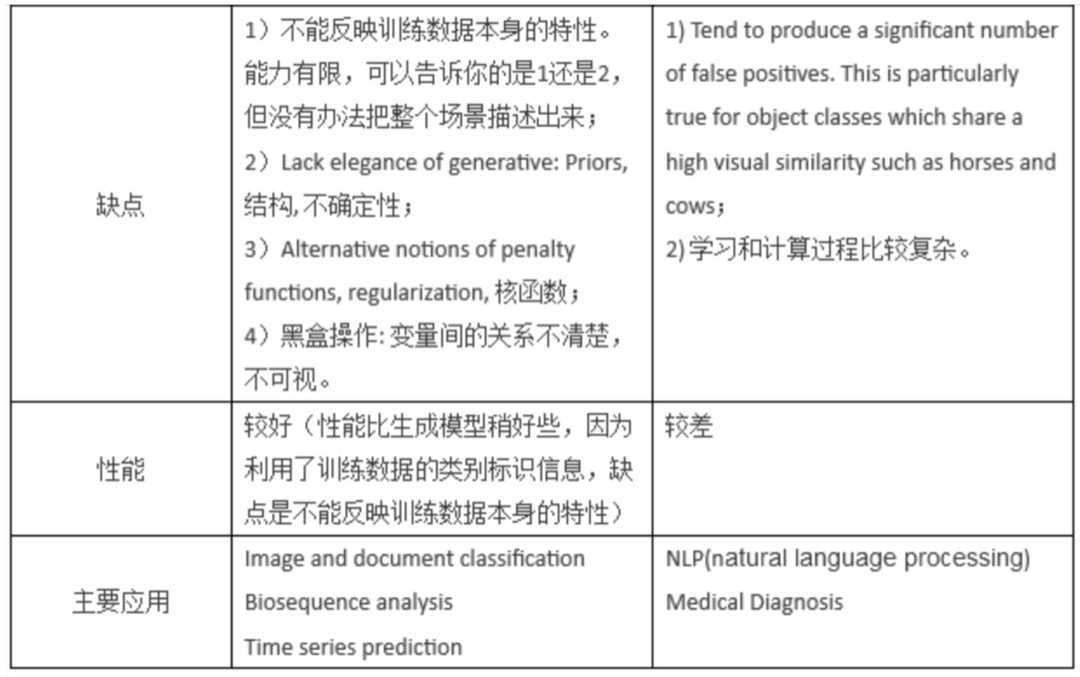 缺点
1）不能反映训练数据本身的特性。
能力有限，可以告诉你的是1还是2，
但没有办法把整个场景描述出来；
2）Lack elegance of generative: Priors,
结构, 不确定性；
3）Alternative notions of penalty
functions, regularization, 核函数；
4）黑盒操作: 变量间的关系不清楚，
不可视。
1) Tend to produce a significant number
of false positives. This is particularly
true for object classes which share a
high visual similarity such as horses and
cows；
2) 学习和计算过程比较复杂。
性能
较好（性能比生成模型稍好些，因为
利用了训练数据的类别标识信息，缺
点是不能反映训练数据本身的特性）
较差
主要应用
Image and document classification
Biosequence analysis
Time series prediction
NLP(natural language processing)
Medical Diagnosis